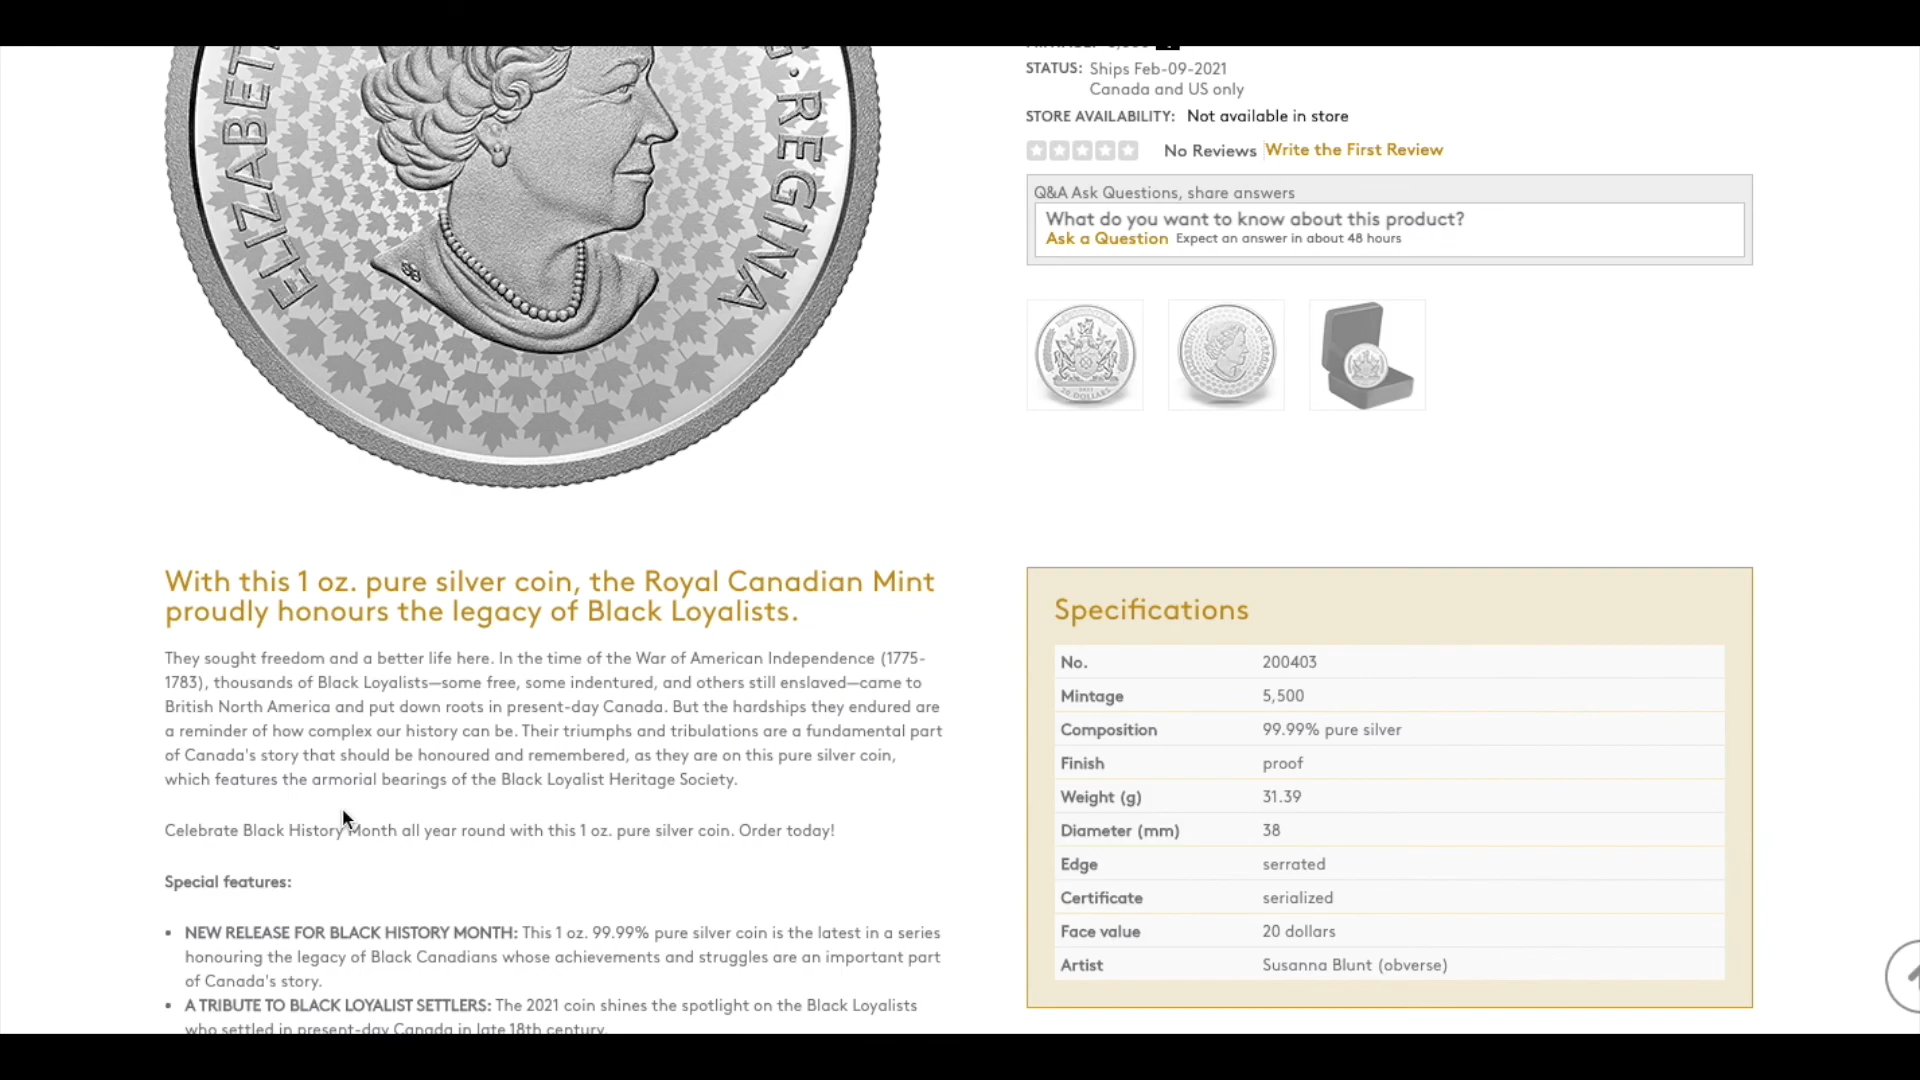 ELIZABET
REGINA
STATUS: Ships Feb-09-2021
Canada and US only
STORE AVAILABILITY: Not available in store
No Reviews Write the First Review
Q&A Ask Questions, share answers
What do you want to know about this product?
Ask a Question Expect an answer in about 48 hours
With this 1 oz. pure silver coin, the Royal Canadian Mint
proudly honours the legacy of Black Loyalists.
They sought freedom and a better life here. In the time of the War of American Independence (1775-
1783), thousands of Black Loyalists—some free, some indentured, and others still enslaved—came to
British North America and put down roots in present-day Canada. But the hardships they endured are
a reminder of how complex our history can be. Their triumphs and tribulations are a fundamental part
of Canada's story that should be honoured and remembered, as they are on this pure silver coin,
which features the armorial bearings of the Black Loyalist Heritage Society.
Celebrate Black History Month all year round with this 1 oz. pure silver coin. Order today!
Special features:
• NEW RELEASE FOR BLACK HISTORY MONTH: This 1 oz. 99.99% pure silver coin is the latest in a series
honouring the legacy of Black Canadians whose achievements and struggles are an important part
of Canada's story.
• A TRIBUTE TO BLACK LOYALIST SETTLERS: The 2021 coin shines the spotlight on the Black Loyalists
who settled in present-day Canada in late 18th century.
Specifications
No. 200403
Mintage 5,500
Composition 99.99% pure silver
Finish proof
Weight (g) 31.39
Diameter (mm) 38
Edge serrated
Certificate serialized
Face value 20 dollars
Artist Susanna Blunt (obverse)